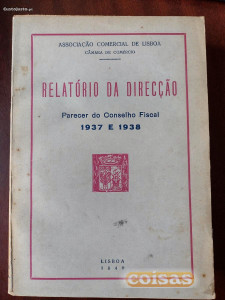 ASSOCIAÇÃO COMERCIAL DE LISBOA
CÂMARA DE COMÉRCIO
RELATÓRIO DA DIRECÇÃO
Parecer do Conselho Fiscal
1937 E 1938
LISBOA
coisas